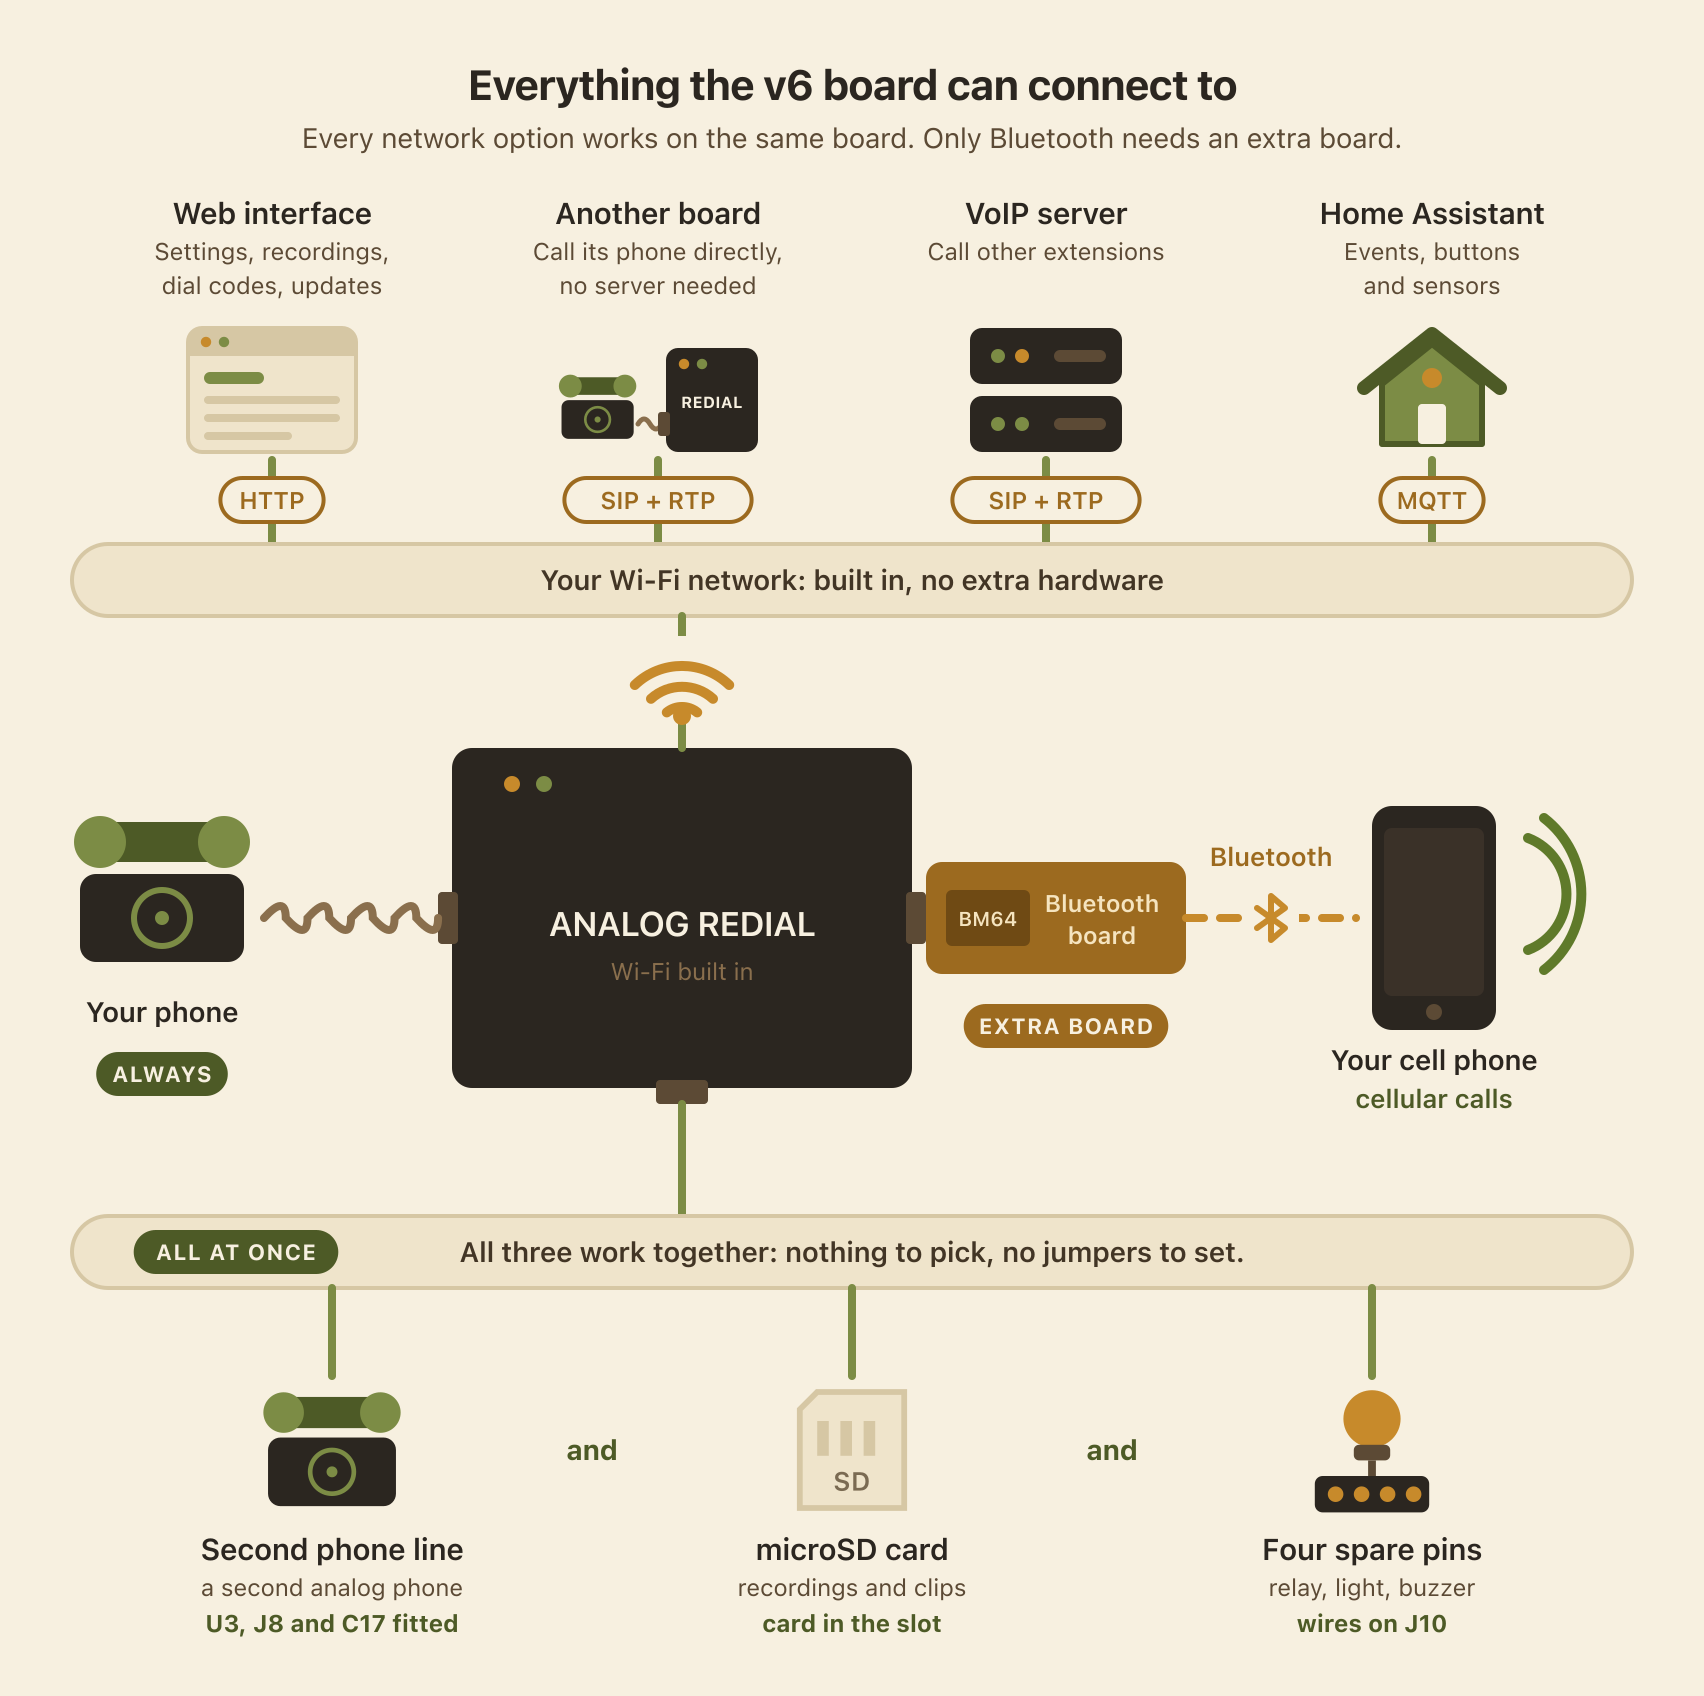 Everything the v6 board can connect to
Every network option works on the same board. Only Bluetooth needs an extra board.
Web interface
Settings, recordings,
dial codes, updates
Another board
Call its phone directly,
no server needed
VoIP server
Call other extensions
Home Assistant
Events, buttons
and sensors
REDIAL
HTTP
SIP + RTP
SIP + RTP
MQTT
Your Wi-Fi network: built in, no extra hardware
Your phone
ALWAYS
ANALOG REDIAL
Wi-Fi built in
BM64
Bluetooth
board
EXTRA BOARD
Bluetooth
Your cell phone
cellular calls
ALL AT ONCE
All three work together: nothing to pick, no jumpers to set.
and
SD
and
Second phone line
a second analog phone
U3, J8 and C17 fitted
microSD card
recordings and clips
card in the slot
Four spare pins
relay, light, buzzer
wires on J10